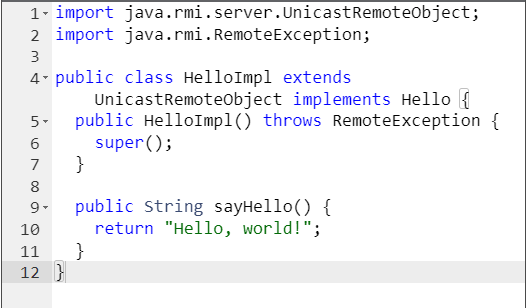 1 import java.rmi.server.UnicastRemoteObject;
2 import java.rmi.RemoteException;
3
4 public class HelloImpl extends
UnicastRemoteObject implements Hello {
5 public HelloImpl() throws RemoteException {
6 super();
7 }
8
9 public String sayHello() {
10 return "Hello, world!";
11 }
12 }